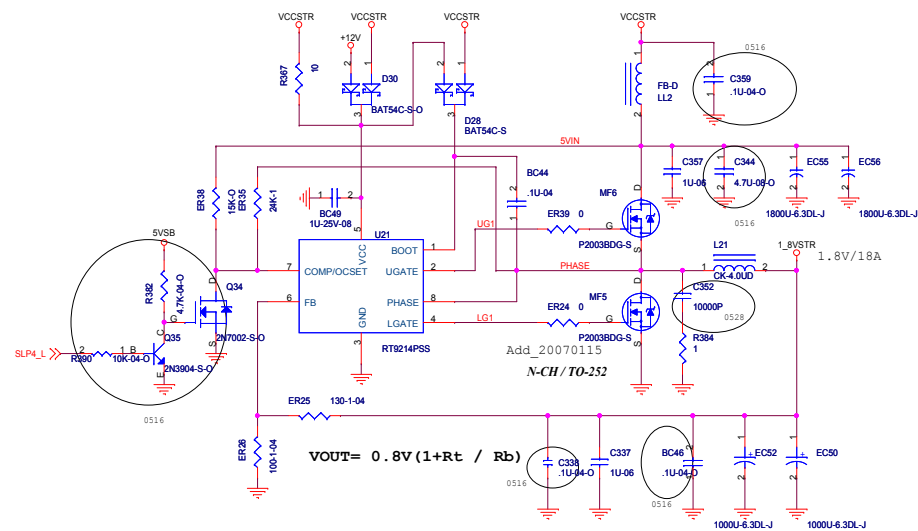 VCCSTR
VCCSTR
VCCSTR
VCCSTR
+12V
R367
10
D30
BAT54C-S-O
D28
BAT54C-S
FB-D
LL2
C359
.1U-04-O
0516
5VIN
ER38
15K-O
ER35
24K-1
BC49
1U-25V-08
BC44
.1U-04
C357
1U-06
C344
4.7U-08-O
0516
EC55
1800U-6.3DL-J
EC56
1800U-6.3DL-J
MF6
P2003BDG-S
U21
VCC
BOOT
COMP/OCSET
UGATE
FB
PHASE
GND
LGATE
RT9214PSS
UG1
ER39 0
PHASE
LG1
ER24 0
MF5
P2003BDG-S
L21
CK-4.0UD
1_8VSTR
1.8V/18A
C352
10000P
0528
R384
1
5VSB
R382
4.7K-04-O
Q34
2N7002-S-O
Q35
2N3904-S-O
SLP4_L
R390
10K-04-O
0516
Add_20070115
N-CH / TO-252
ER25 130-1-04
ER26
100-1-04
VOUT= 0.8V(1+Rt / Rb)
C338
.1U-04-O
0516
C337
1U-06
BC46
.1U-04-O
0516
EC52
1000U-6.3DL-J
EC50
1000U-6.3DL-J